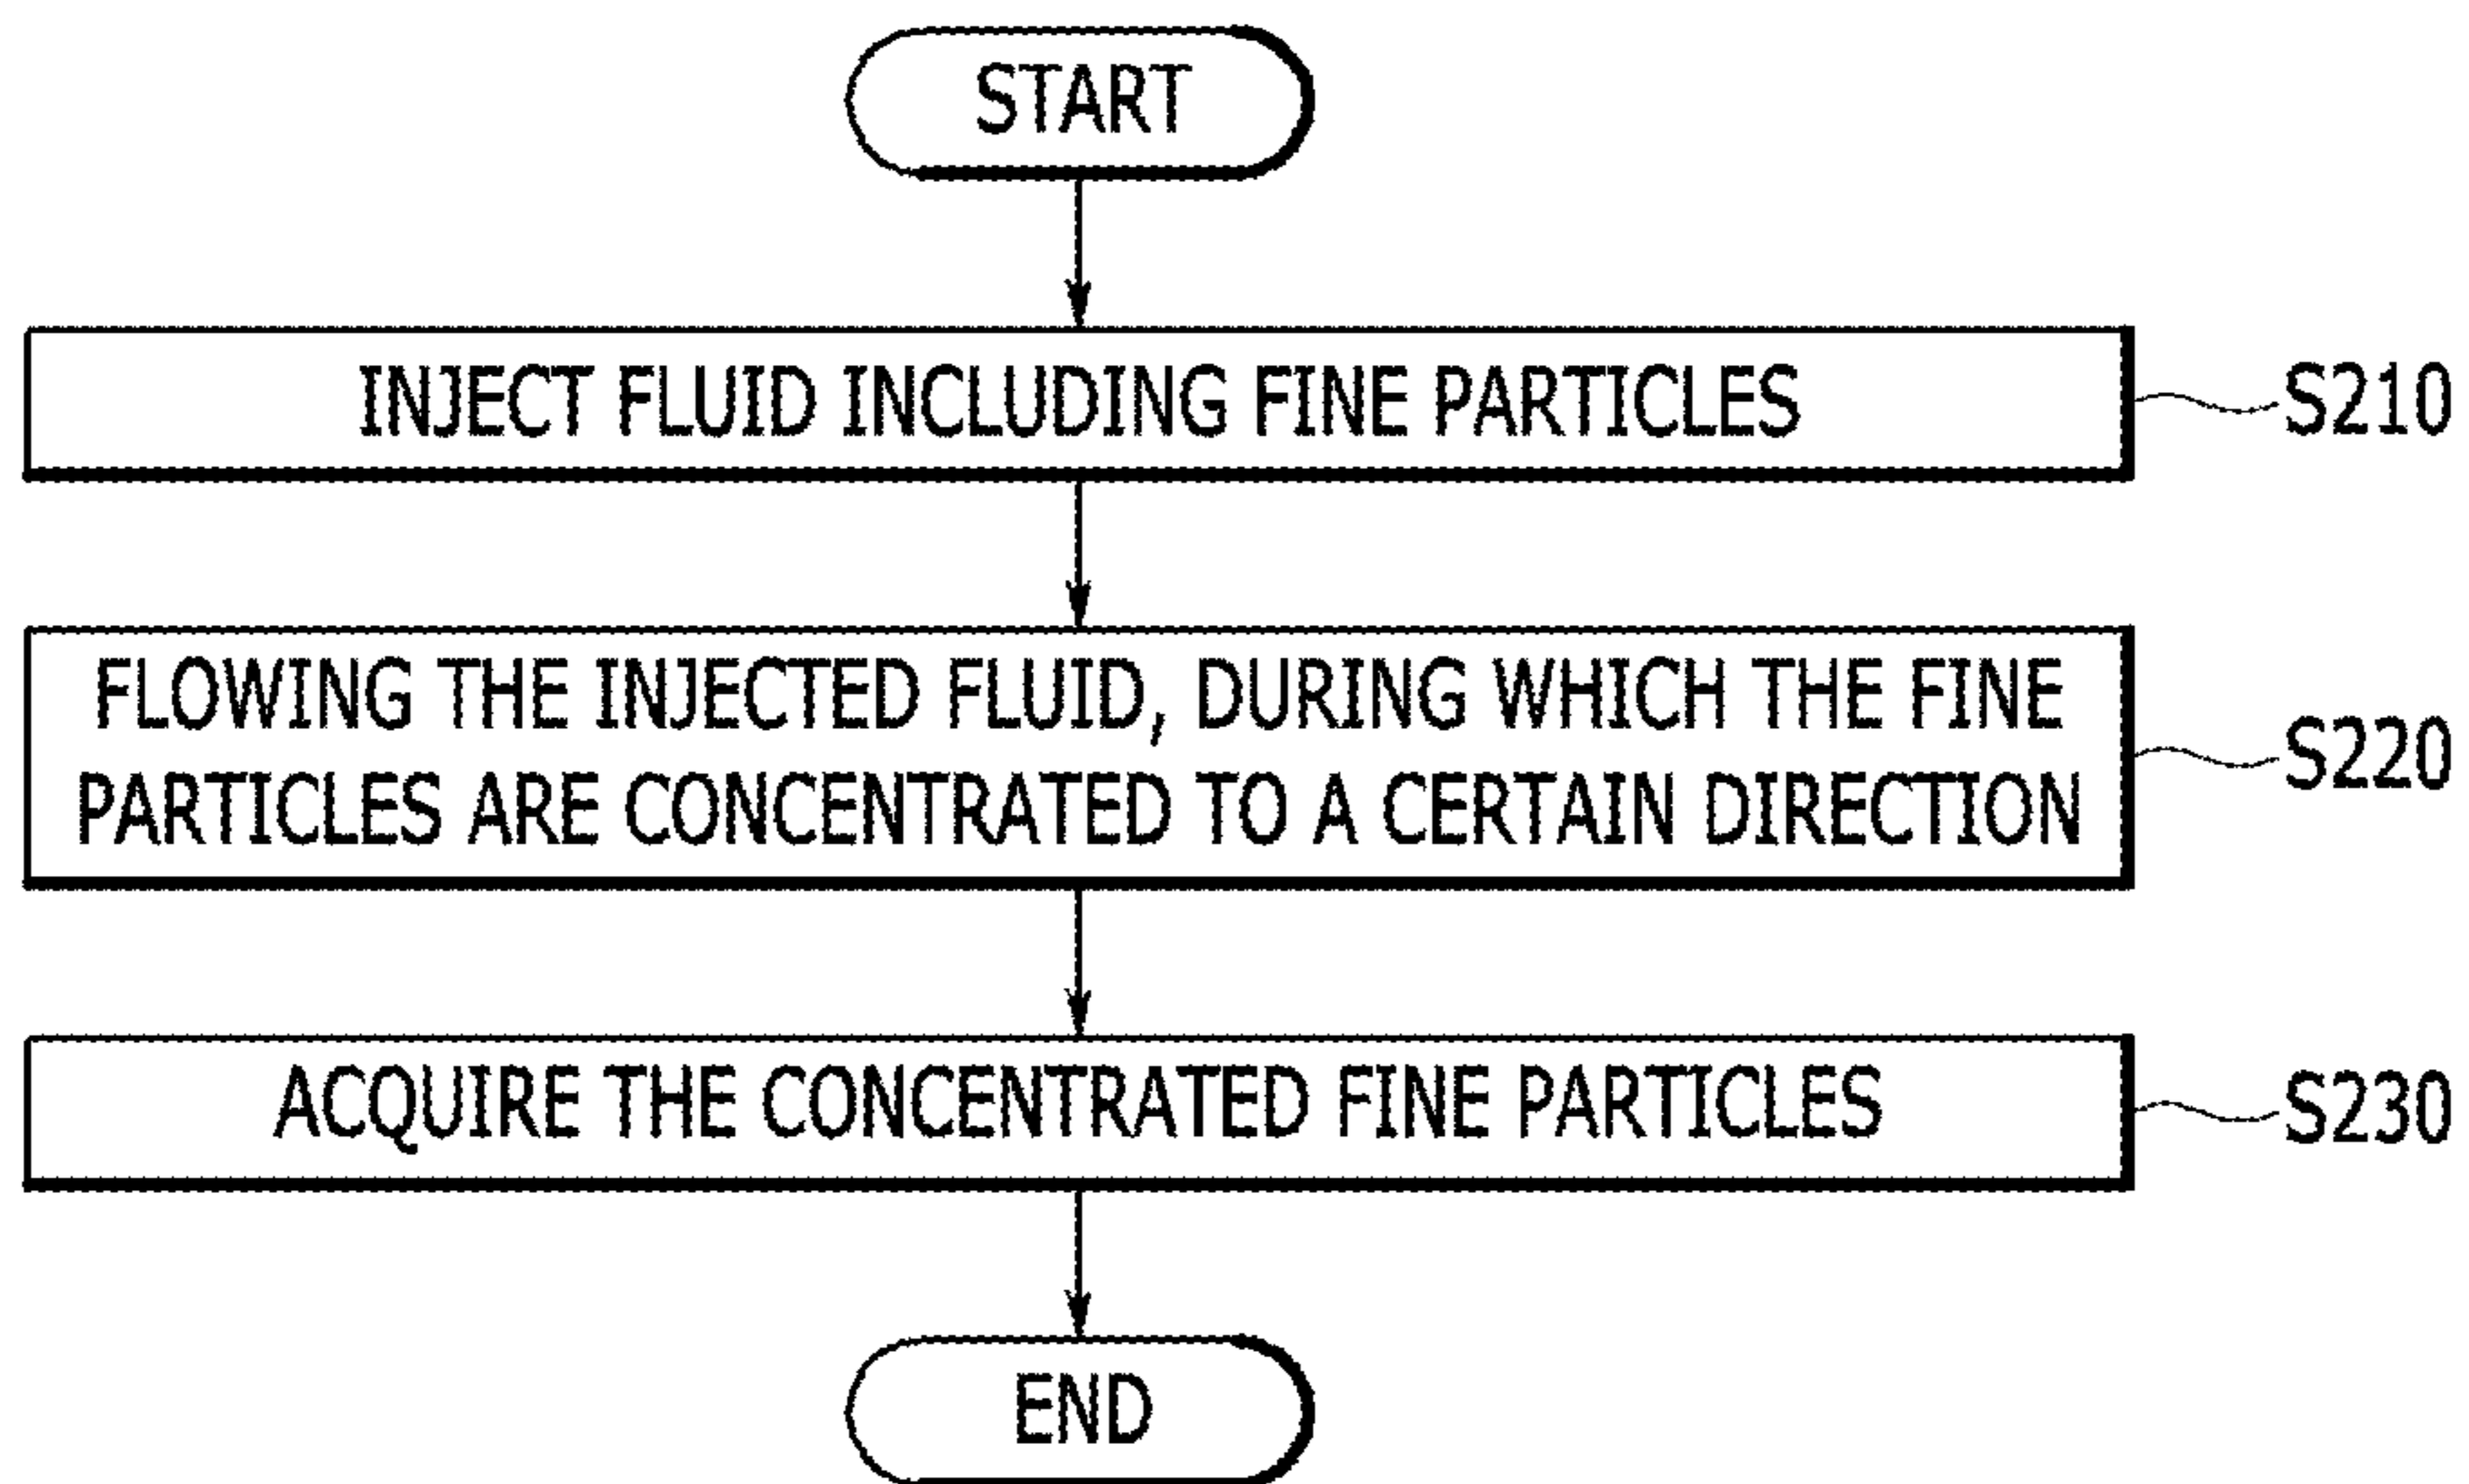 START
INJECT FLUID INCLUDING FINE PARTICLES
S210
FLOWING THE INJECTED FLUID, DURING WHICH THE FINE
PARTICLES ARE CONCENTRATED TO A CERTAIN DIRECTION
S220
ACQUIRE THE CONCENTRATED FINE PARTICLES
S230
END